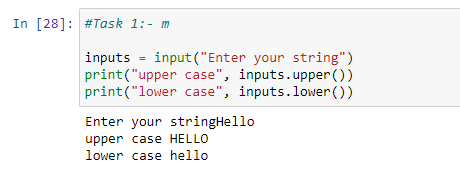 In [28]: #Task 1:- m
inputs = input("Enter your string")
print("upper case", inputs.upper())
print("lower case", inputs.lower())
Enter your stringHello
upper case HELLO
lower case hello